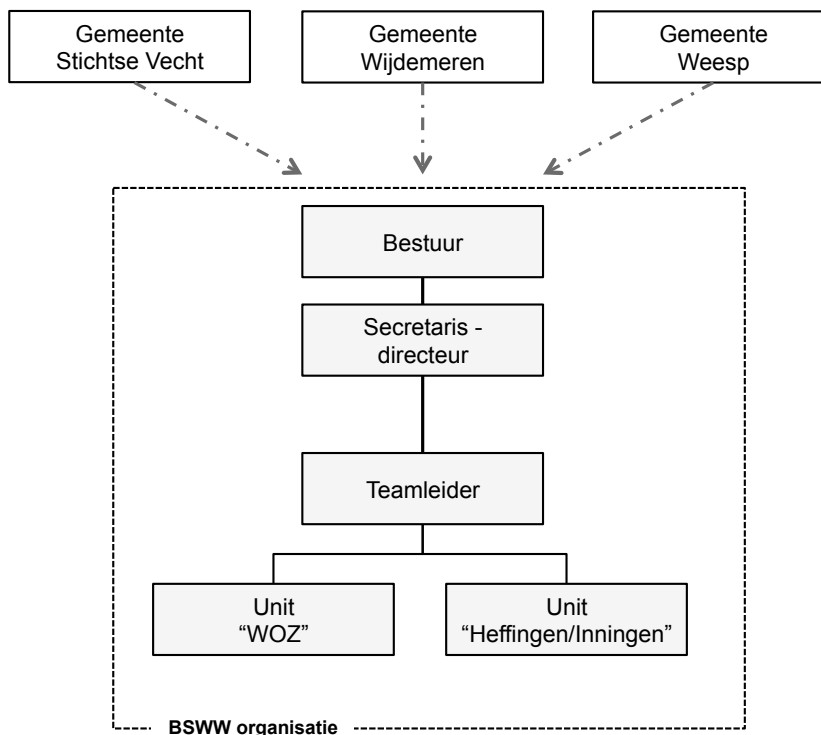 Gemeente
Stichtse Vecht
Gemeente
Wijdemeren
Gemeente
Weesp
Bestuur
Secretaris -
directeur
Teamleider
Unit
“WOZ”
Unit
“Heffingen/Inningen”
BSWW organisatie